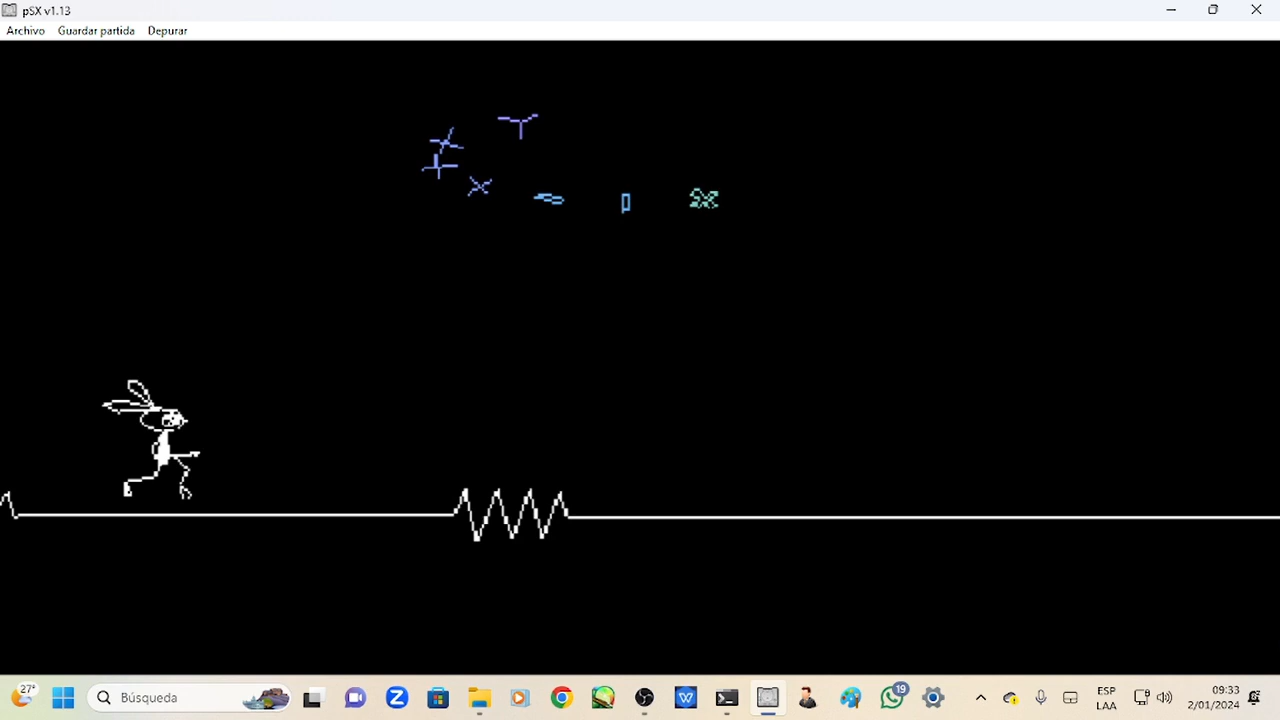 pSX v1.13
Archivo Guardar partida Depurar
27°
Búsqueda
19
ESP
LAA
09:33
2/01/2024